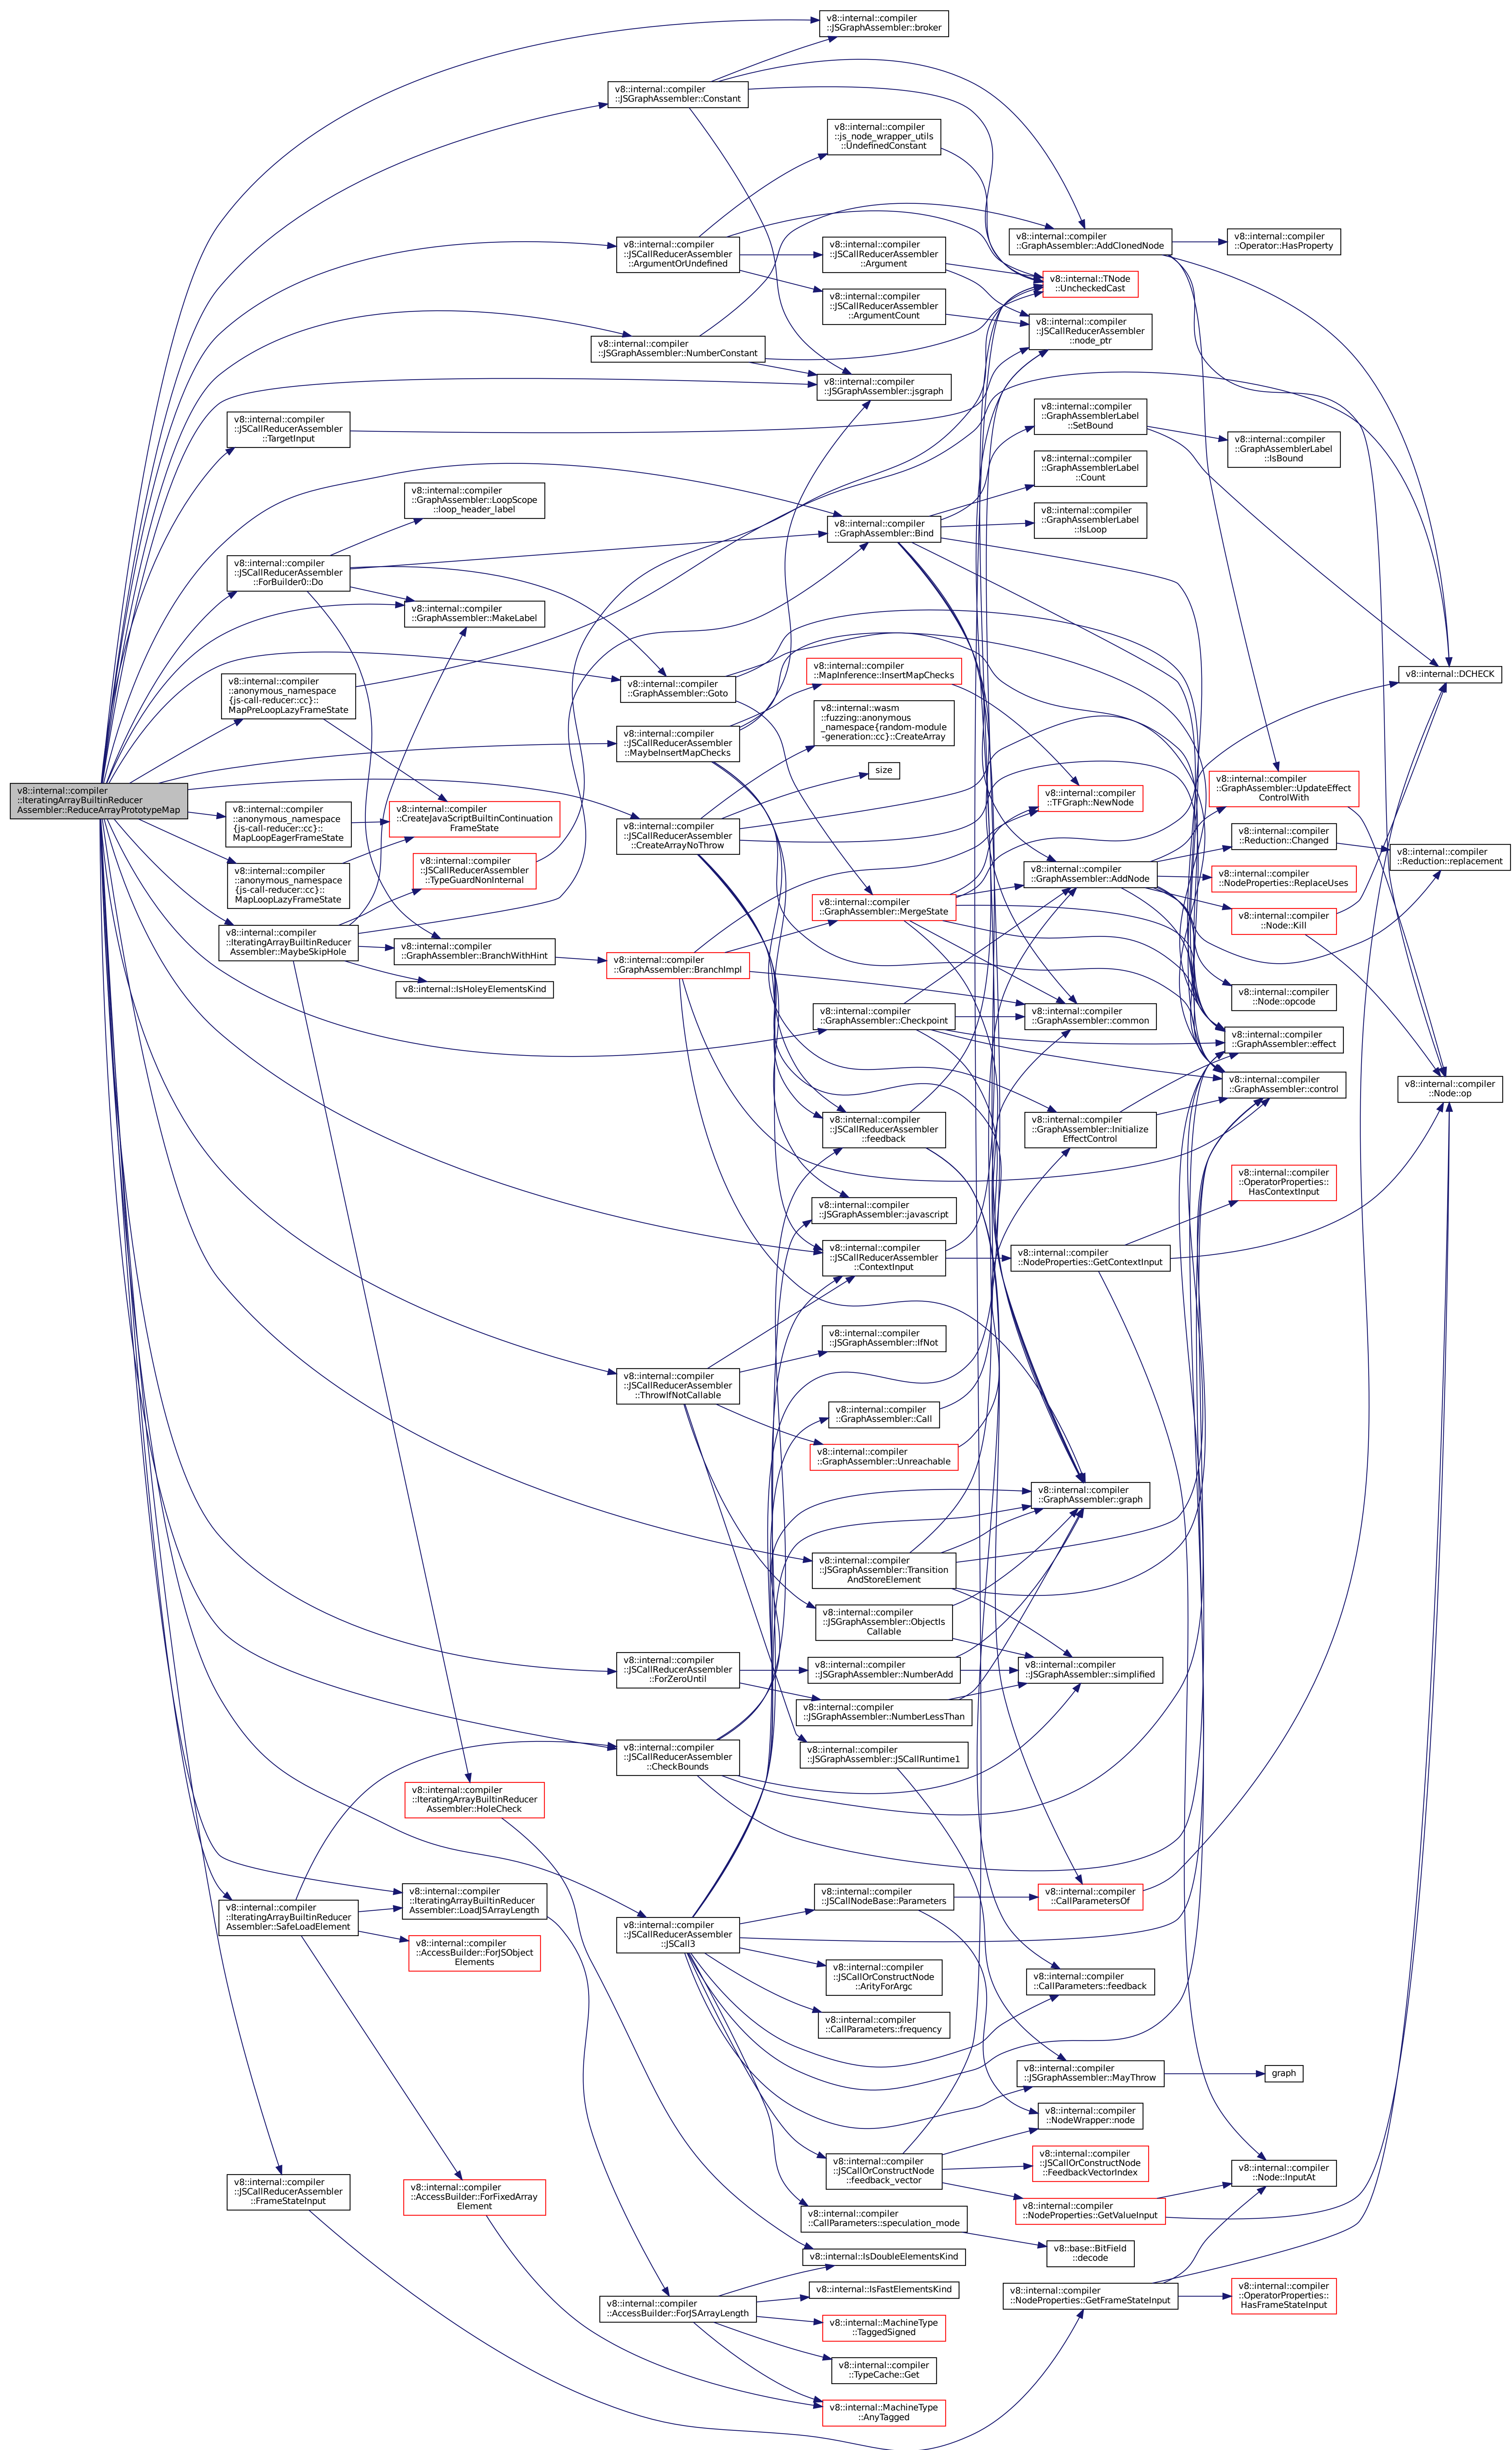 v8::internal::compiler
::IteratingArrayBuiltinReducer
Assembler::ReduceArrayPrototypeMap
v8::internal::compiler
::JSCallReducerAssembler
::TargetInput
v8::internal::compiler
::JSCallReducerAssembler
::ForBuilder0::Do
v8::internal::compiler
::anonymous_namespace
{js-call-reducer::cc}::
MapPreLoopLazyFrameState
v8::internal::compiler
::anonymous_namespace
{js-call-reducer::cc}::
MapLoopEagerFrameState
v8::internal::compiler
::anonymous_namespace
{js-call-reducer::cc}::
MapLoopLazyFrameState
v8::internal::compiler
::IteratingArrayBuiltinReducer
Assembler::MaybeSkipHole
v8::internal::compiler
::IteratingArrayBuiltinReducer
Assembler::SafeLoadElement
v8::internal::compiler
::JSCallReducerAssembler
::FrameStateInput
v8::internal::compiler
::GraphAssembler::LoopScope
::loop_header_label
v8::internal::compiler
::GraphAssembler::MakeLabel
v8::internal::compiler
::CreateJavaScriptBuiltinContinuation
FrameState
v8::internal::compiler
::JSCallReducerAssembler
::TypeGuardNonInternal
v8::internal::compiler
::GraphAssembler::BranchWithHint
v8::internal::IsHoleyElementsKind
v8::internal::compiler
::IteratingArrayBuiltinReducer
Assembler::HoleCheck
v8::internal::compiler
::IteratingArrayBuiltinReducer
Assembler::LoadJSArrayLength
v8::internal::compiler
::AccessBuilder::ForJSObject
Elements
v8::internal::compiler
::AccessBuilder::ForFixedArray
Element
v8::internal::compiler
::JSGraphAssembler::Constant
v8::internal::compiler
::JSCallReducerAssembler
::ArgumentOrUndefined
v8::internal::compiler
::JSGraphAssembler::NumberConstant
v8::internal::compiler
::GraphAssembler::Goto
v8::internal::compiler
::JSCallReducerAssembler
::MaybeInsertMapChecks
v8::internal::compiler
::JSCallReducerAssembler
::CreateArrayNoThrow
v8::internal::compiler
::GraphAssembler::BranchImpl
v8::internal::compiler
::JSCallReducerAssembler
::ThrowIfNotCallable
v8::internal::compiler
::JSCallReducerAssembler
::ForZeroUntil
v8::internal::compiler
::JSCallReducerAssembler
::CheckBounds
v8::internal::compiler
::JSCallReducerAssembler
::JSCall3
v8::internal::compiler
::AccessBuilder::ForJSArrayLength
v8::internal::compiler
::JSGraphAssembler::broker
v8::internal::compiler
::js_node_wrapper_utils
::UndefinedConstant
v8::internal::compiler
::JSCallReducerAssembler
::Argument
v8::internal::compiler
::JSCallReducerAssembler
::ArgumentCount
v8::internal::compiler
::JSGraphAssembler::jsgraph
v8::internal::compiler
::GraphAssembler::Bind
v8::internal::compiler
::MapInference::InsertMapChecks
v8::internal::wasm
::fuzzing::anonymous
_namespace{random-module
-generation::cc}::CreateArray
size
v8::internal::compiler
::GraphAssembler::MergeState
v8::internal::compiler
::GraphAssembler::Checkpoint
v8::internal::compiler
::JSCallReducerAssembler
::feedback
v8::internal::compiler
::JSGraphAssembler::javascript
v8::internal::compiler
::JSCallReducerAssembler
::ContextInput
v8::internal::compiler
::JSGraphAssembler::IfNot
v8::internal::compiler
::GraphAssembler::Call
v8::internal::compiler
::GraphAssembler::Unreachable
v8::internal::compiler
::JSGraphAssembler::Transition
AndStoreElement
v8::internal::compiler
::JSGraphAssembler::ObjectIs
Callable
v8::internal::compiler
::JSGraphAssembler::NumberAdd
v8::internal::compiler
::JSGraphAssembler::NumberLessThan
v8::internal::compiler
::JSGraphAssembler::JSCallRuntime1
v8::internal::compiler
::JSCallNodeBase::Parameters
v8::internal::compiler
::JSCallOrConstructNode
::ArityForArgc
v8::internal::compiler
::CallParameters::frequency
v8::internal::compiler
::JSCallOrConstructNode
::feedback_vector
v8::internal::compiler
::CallParameters::speculation_mode
v8::internal::IsDoubleElementsKind
v8::internal::IsFastElementsKind
v8::internal::MachineType
::TaggedSigned
v8::internal::compiler
::TypeCache::Get
v8::internal::MachineType
::AnyTagged
v8::internal::compiler
::GraphAssembler::AddClonedNode
v8::internal::TNode
::UncheckedCast
v8::internal::compiler
::JSCallReducerAssembler
::node_ptr
v8::internal::compiler
::GraphAssemblerLabel
::SetBound
v8::internal::compiler
::GraphAssemblerLabel
::Count
v8::internal::compiler
::GraphAssemblerLabel
::IsLoop
v8::internal::compiler
::TFGraph::NewNode
v8::internal::compiler
::GraphAssembler::AddNode
v8::internal::compiler
::GraphAssembler::common
v8::internal::compiler
::GraphAssembler::Initialize
EffectControl
v8::internal::compiler
::NodeProperties::GetContextInput
v8::internal::compiler
::GraphAssembler::graph
v8::internal::compiler
::JSGraphAssembler::simplified
v8::internal::compiler
::CallParametersOf
v8::internal::compiler
::CallParameters::feedback
v8::internal::compiler
::JSGraphAssembler::MayThrow
v8::internal::compiler
::NodeWrapper::node
v8::internal::compiler
::JSCallOrConstructNode
::FeedbackVectorIndex
v8::internal::compiler
::NodeProperties::GetValueInput
v8::base::BitField
::decode
v8::internal::compiler
::NodeProperties::GetFrameStateInput
v8::internal::compiler
::Operator::HasProperty
v8::internal::compiler
::GraphAssemblerLabel
::IsBound
v8::internal::compiler
::GraphAssembler::UpdateEffect
ControlWith
v8::internal::compiler
::Reduction::Changed
v8::internal::compiler
::NodeProperties::ReplaceUses
v8::internal::compiler
::Node::Kill
v8::internal::compiler
::Node::opcode
v8::internal::compiler
::GraphAssembler::effect
v8::internal::compiler
::GraphAssembler::control
v8::internal::compiler
::OperatorProperties::
HasContextInput
graph
v8::internal::compiler
::Node::InputAt
v8::internal::compiler
::OperatorProperties::
HasFrameStateInput
v8::internal::DCHECK
v8::internal::compiler
::Reduction::replacement
v8::internal::compiler
::Node::op